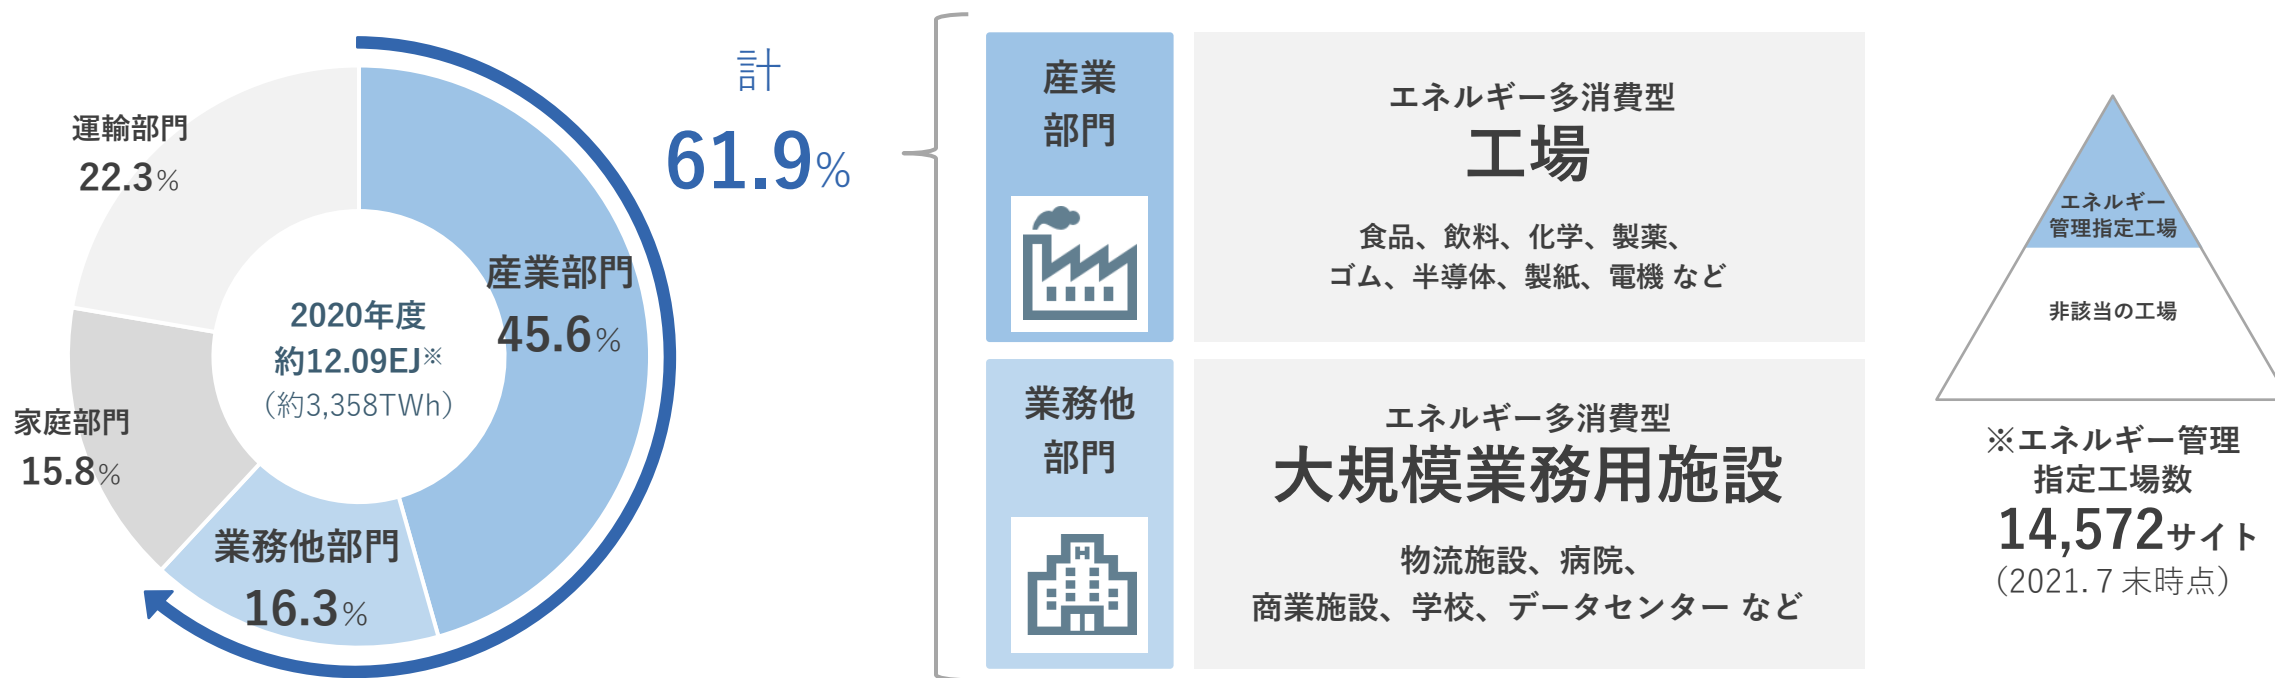 運輸部門
22.3%
家庭部門
15.8%
2020年度
約12.09EJ※
(約3,358TWh)
産業部門
45.6%
業務他部門
16.3%
計
61.9%
産業
部門
エネルギー多消費型
工場
食品、飲料、化学、製薬、
ゴム、半導体、製紙、電機 など
業務他
部門
エネルギー多消費型
大規模業務用施設
物流施設、病院、
商業施設、学校、データセンター など
H
エネルギー
管理指定工場
非該当の工場
※エネルギー管理
指定工場数
14,572サイト
(2021.7末時点)